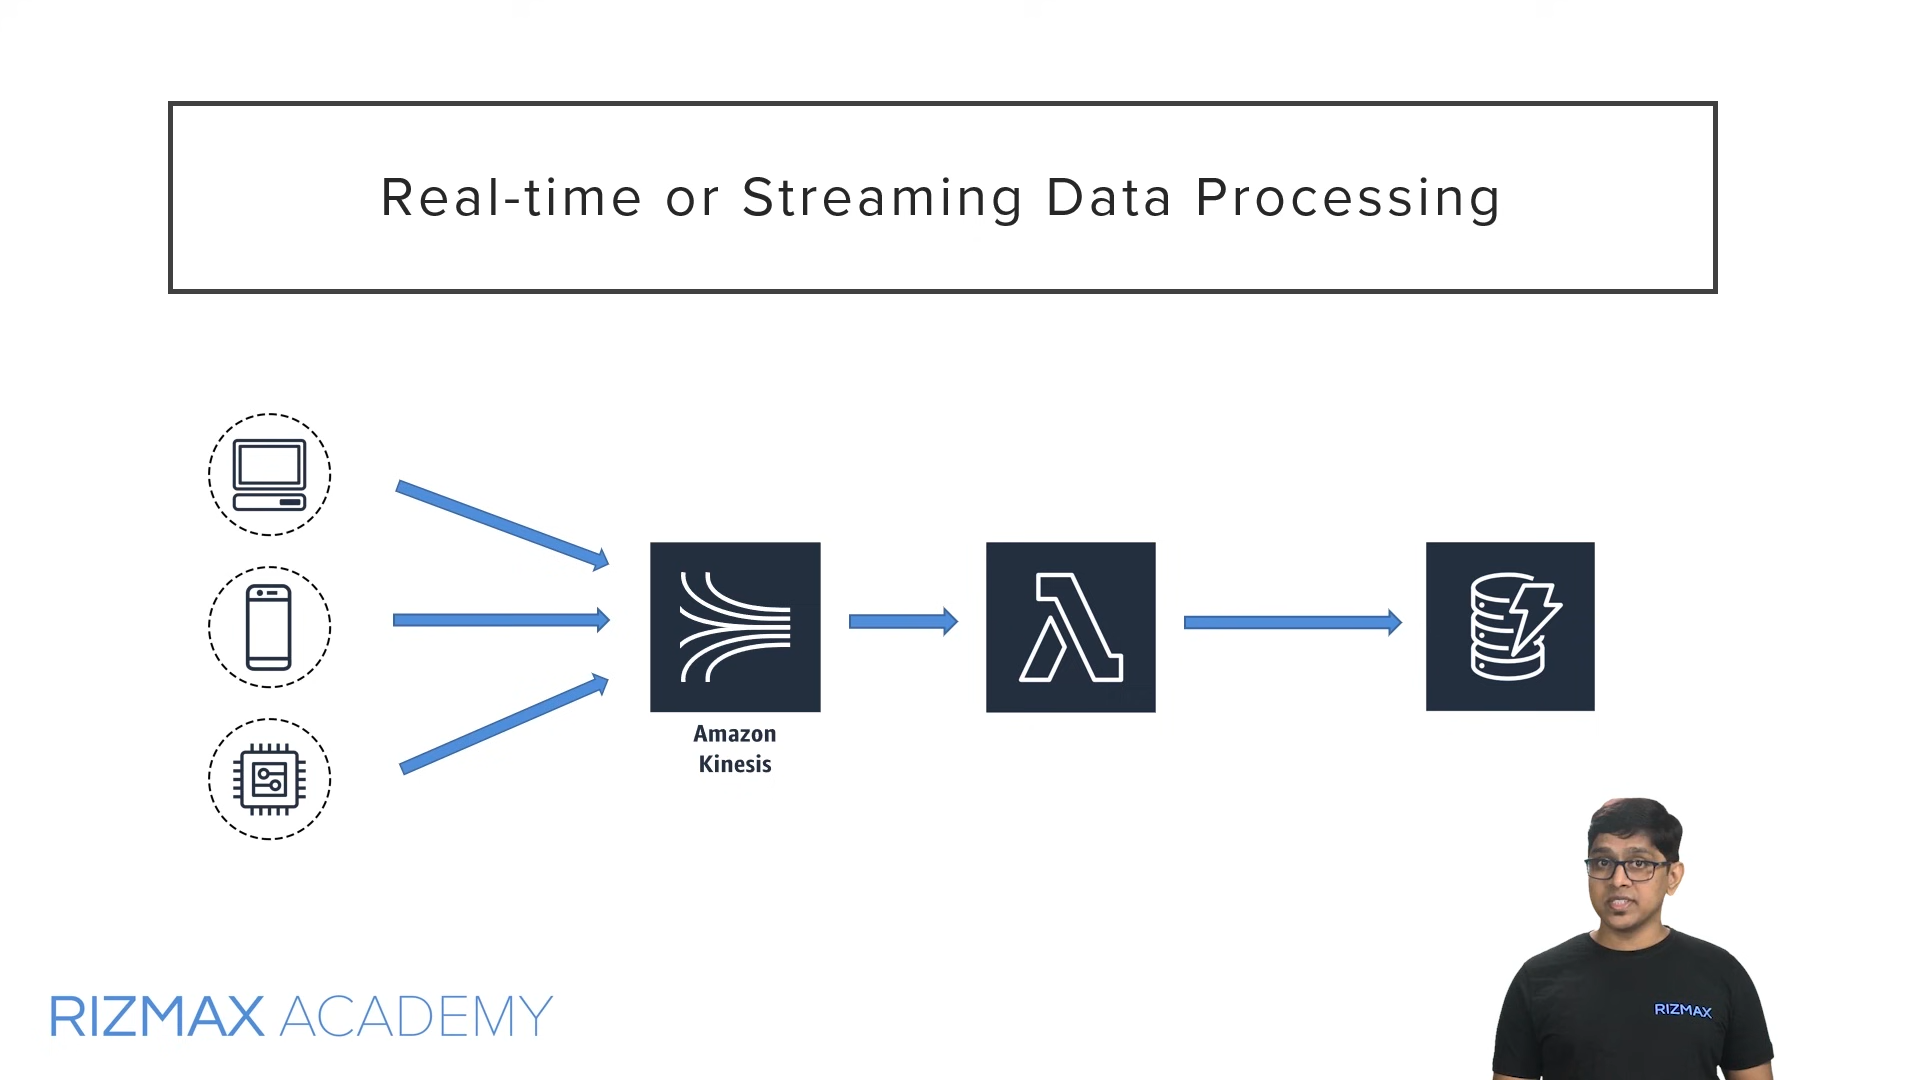 Real-time or Streaming Data Processing
Amazon
Kinesis
RIZMAX ACADEMY
RIZMAX